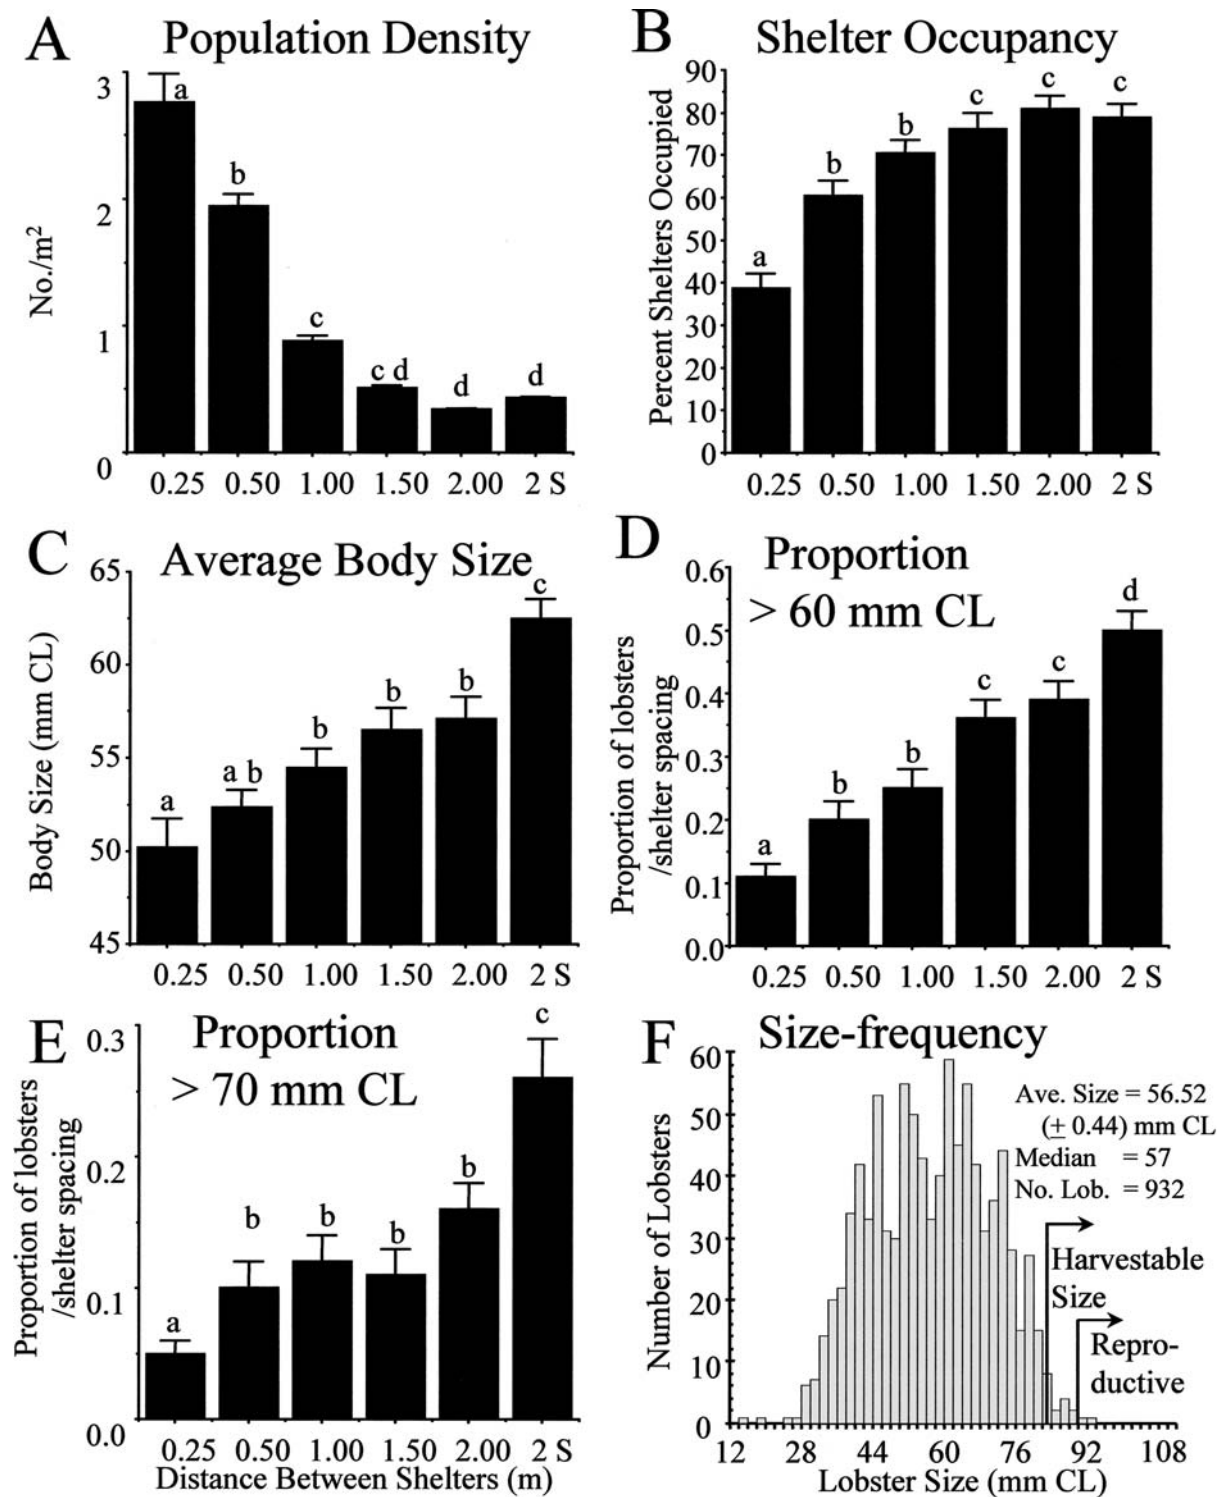 A Population Density
3
2
1
0
No./m²
a
b
c
c d
d
d
0.25 0.50 1.00 1.50 2.00 2 S
B Shelter Occupancy
90
80
70
60
50
40
30
20
10
0
Percent Shelters Occupied
a
b
b
c
c
c
0.25 0.50 1.00 1.50 2.00 2 S
C Average Body Size
65
60
55
50
45
Body Size (mm CL)
a
a b
b
b
b
c
0.25 0.50 1.00 1.50 2.00 2 S
D Proportion
> 60 mm CL
0.6
0.5
0.4
0.3
0.2
0.1
0.0
Proportion of lobsters
/shelter spacing
a
b
b
c
c
d
0.25 0.50 1.00 1.50 2.00 2 S
E Proportion
> 70 mm CL
0.3
0.2
0.1
0.0
Proportion of lobsters
/shelter spacing
a
b
b
b
b
c
0.25 0.50 1.00 1.50 2.00 2 S
Distance Between Shelters (m)
F Size-frequency
60
50
40
30
20
10
0
Number of Lobsters
Ave. Size = 56.52
(± 0.44) mm CL
Median = 57
No. Lob. = 932
Harvestable
Size
Repro-
ductive
12 28 44 60 76 92 108
Lobster Size (mm CL)